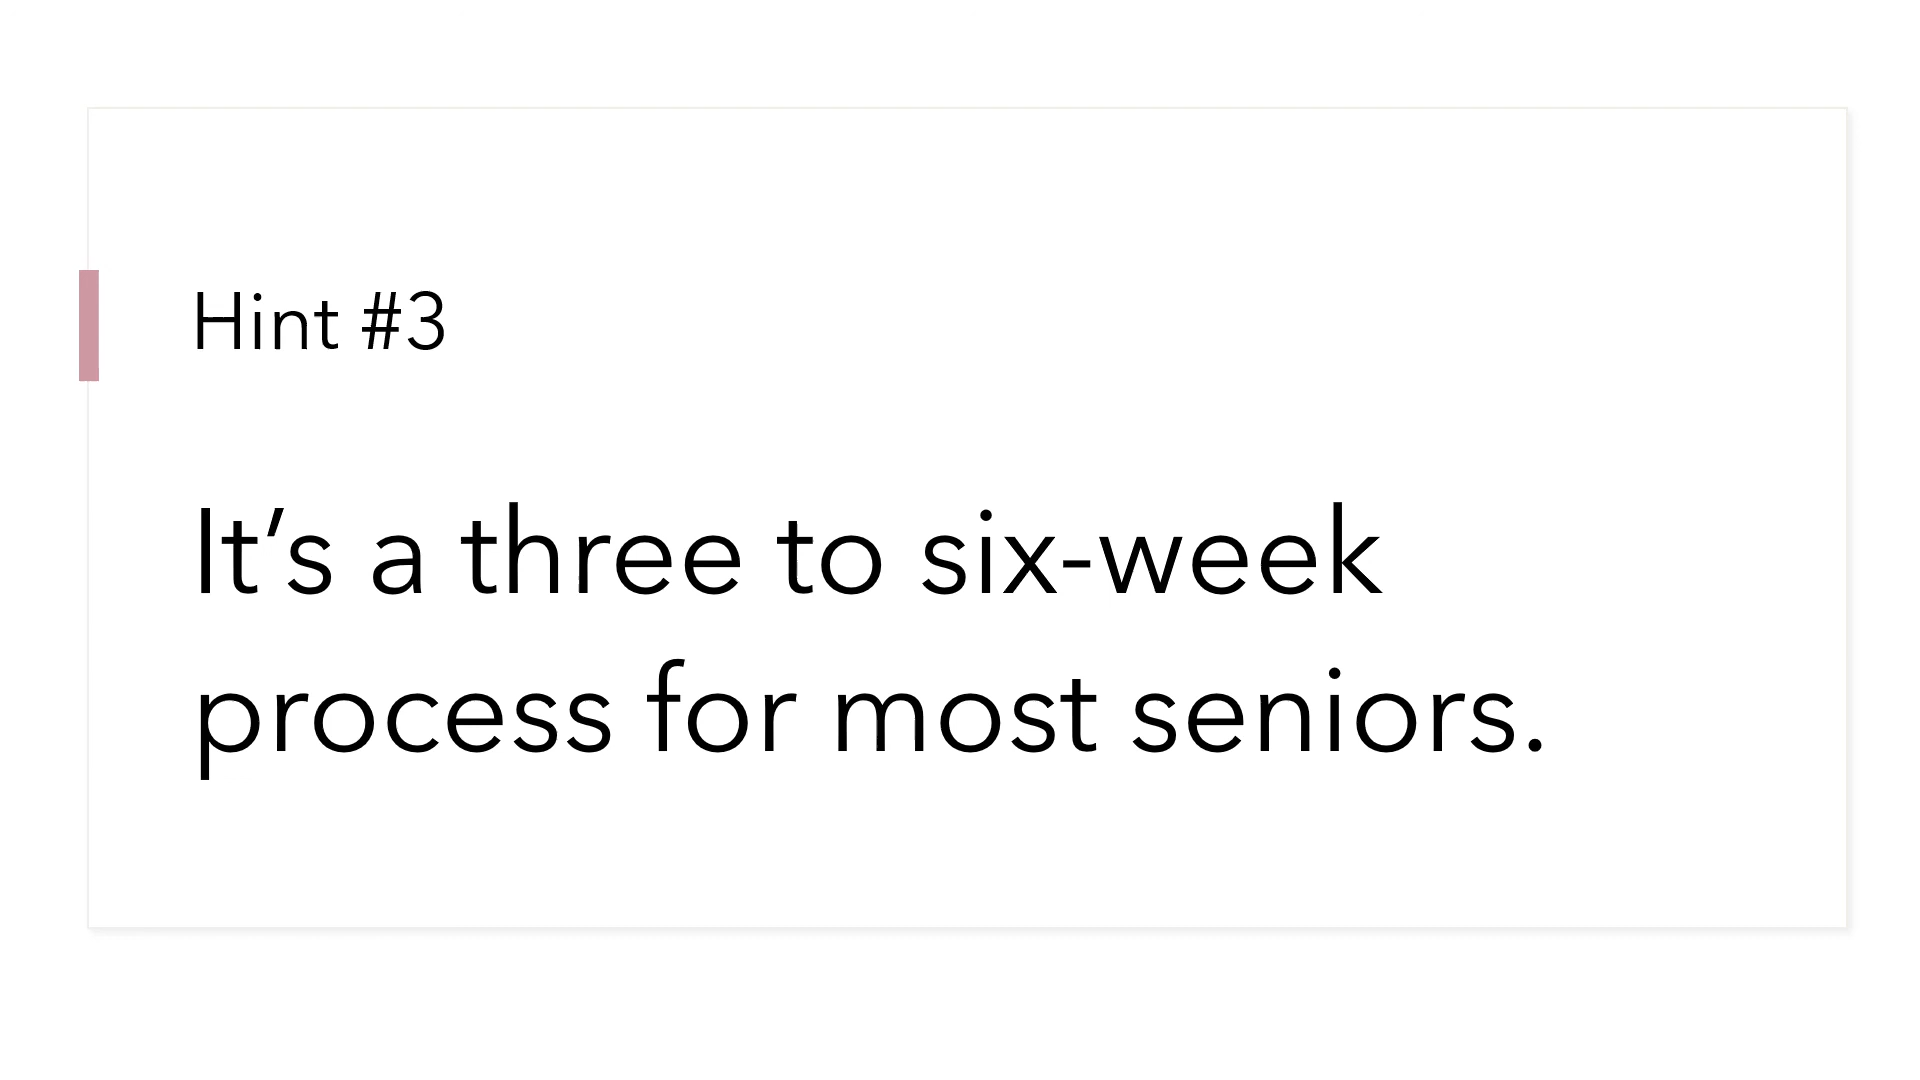 Hint #3
It’s a three to six-week
process for most seniors.